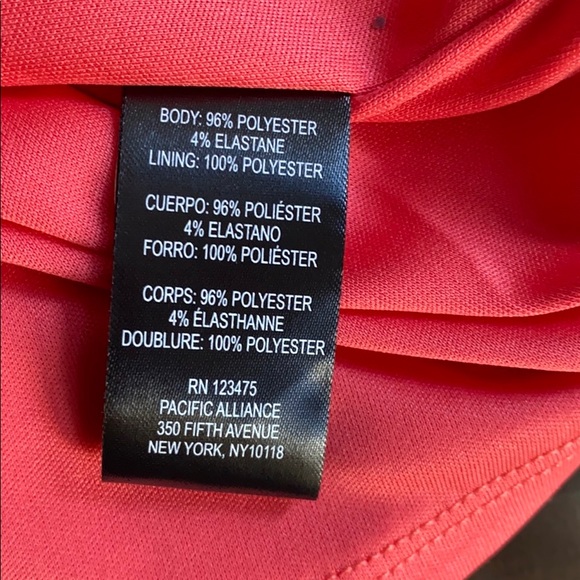 BODY: 96% POLYESTER
4% ELASTANE
LINING: 100% POLYESTER
CUERPO: 96% POLIÉSTER
4% ELASTANO
FORRO: 100% POLIÉSTER
CORPS: 96% POLYESTER
4% ÉLASTHANNE
DOUBLURE: 100% POLYESTER
RN 123475
PACIFIC ALLIANCE
350 FIFTH AVENUE
NEW YORK, NY10118